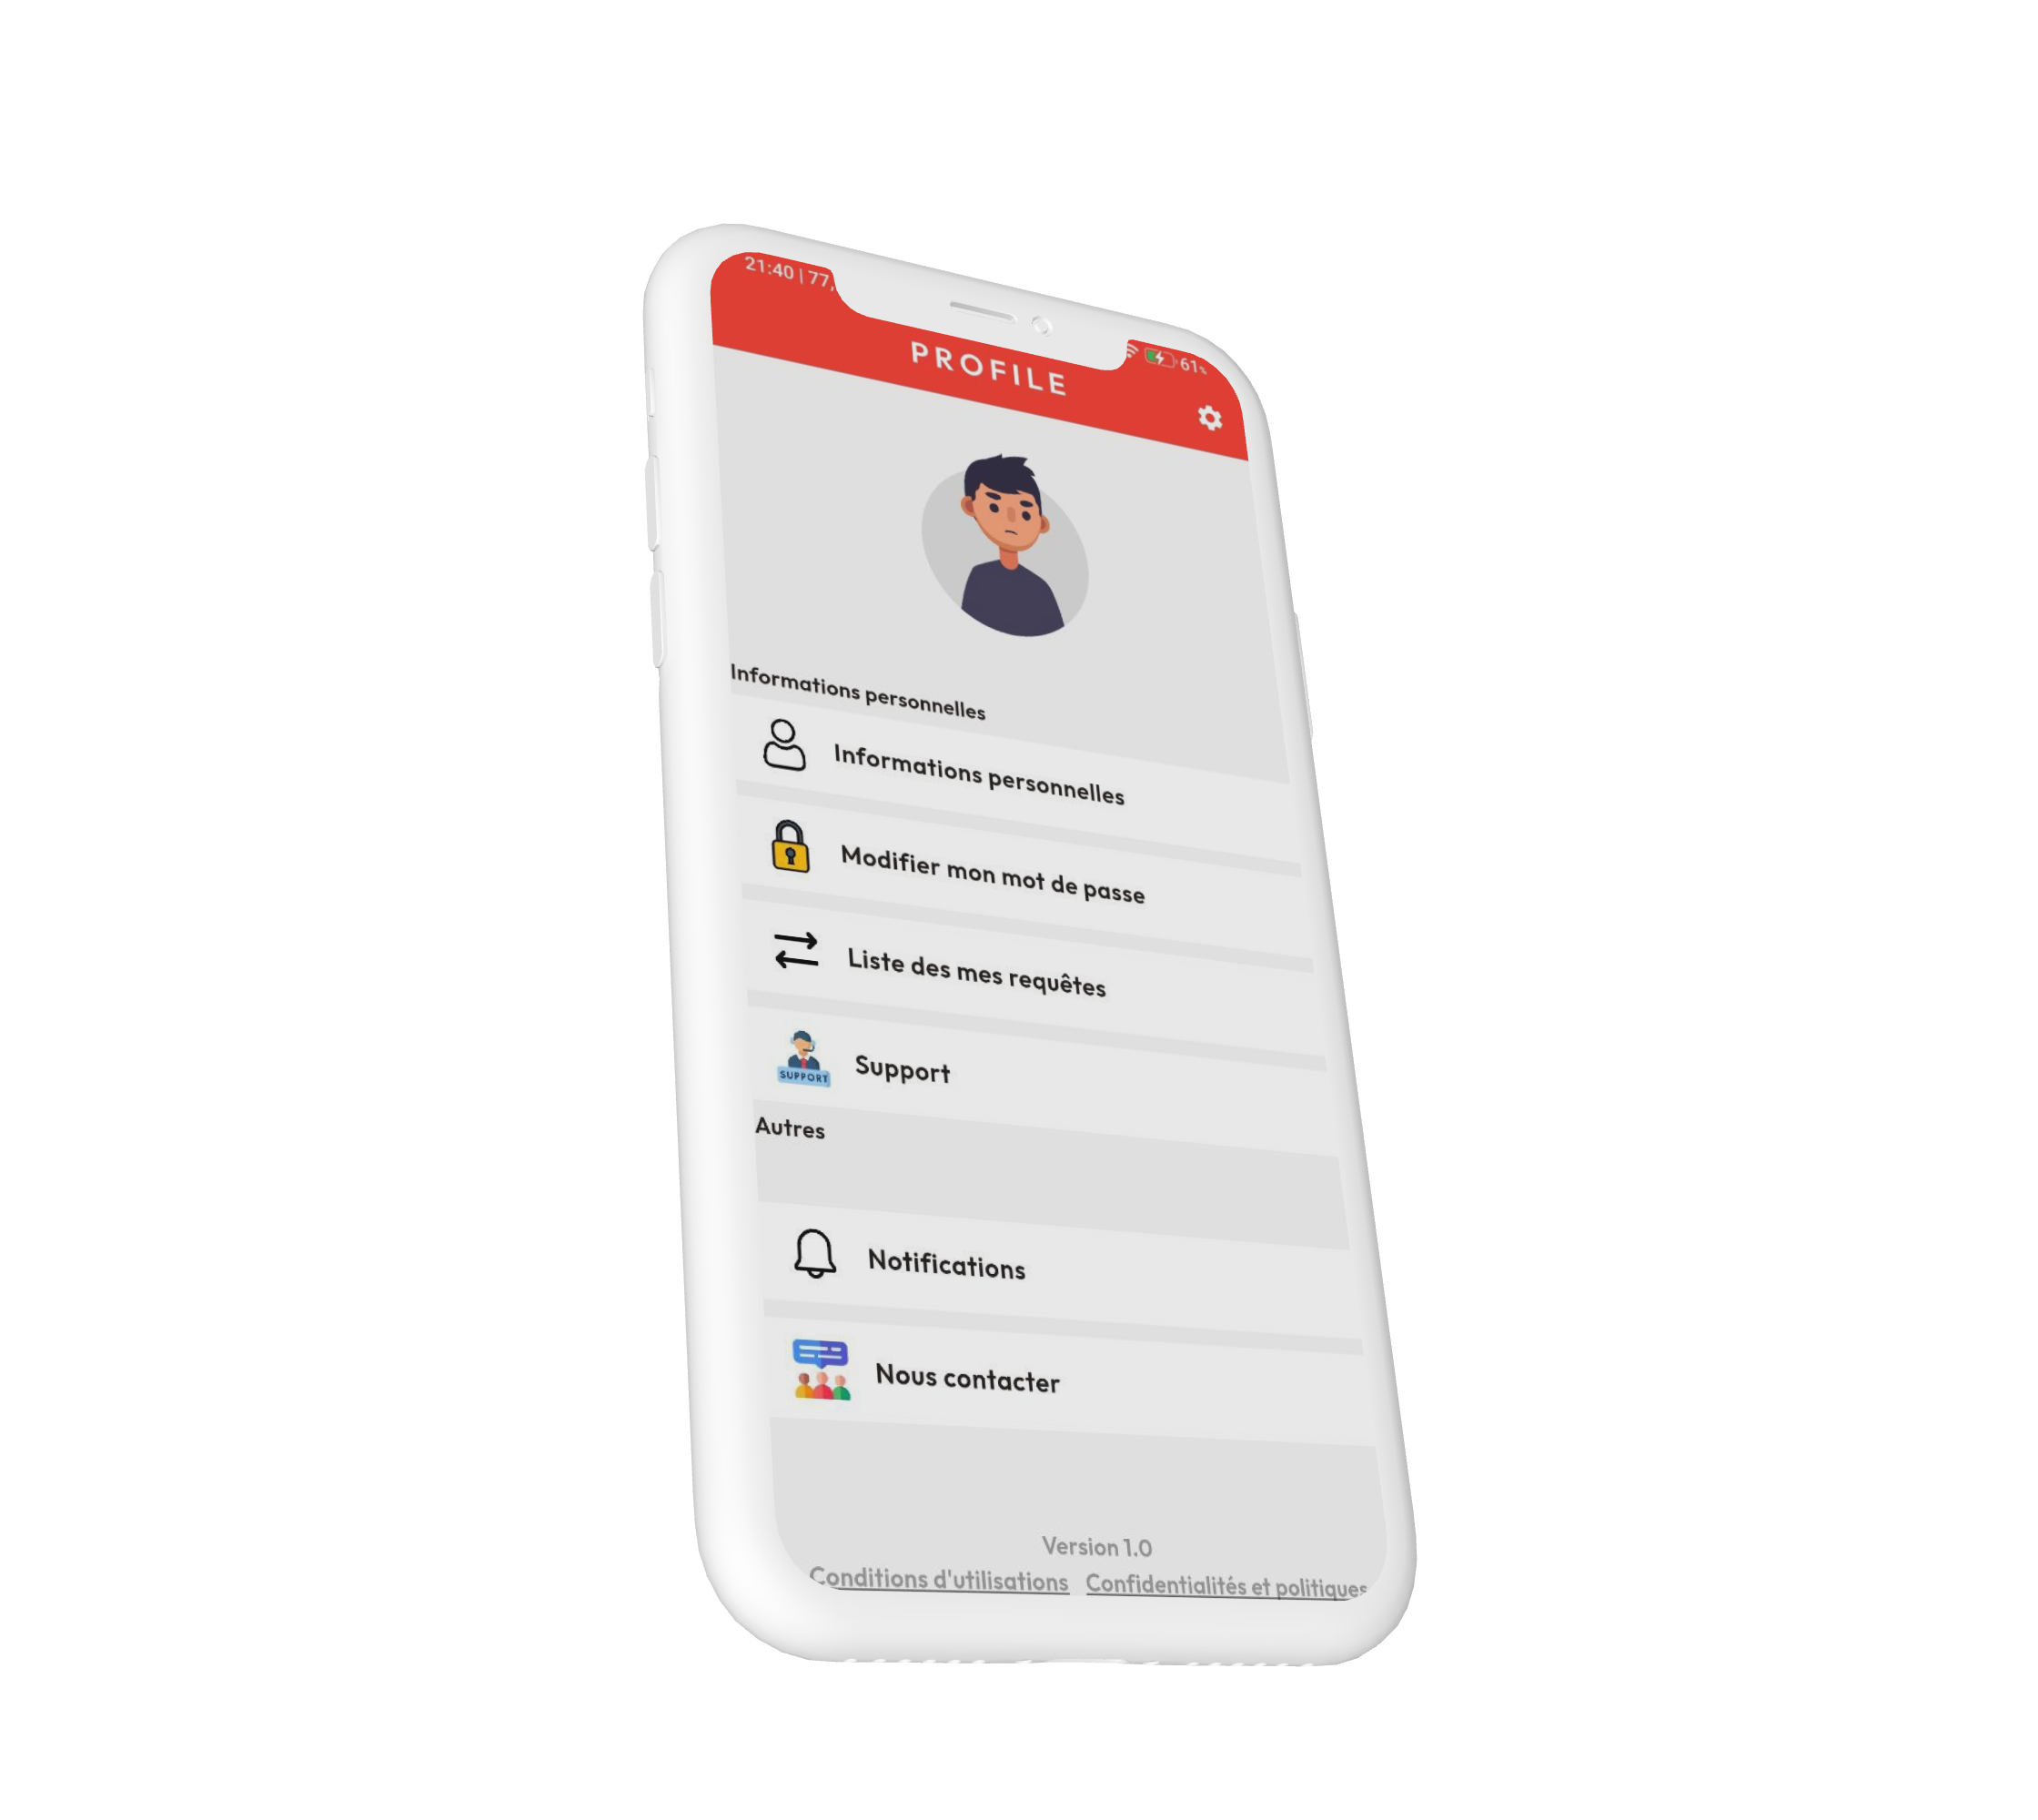 21:40 | 77,
61%
PROFILE
Informations personnelles
Informations personnelles
Modifier mon mot de passe
Liste des mes requêtes
SUPPORT
Support
Autres
Notifications
Nous contacter
Version 1.0
Conditions d'utilisations Confidentialités et politiques